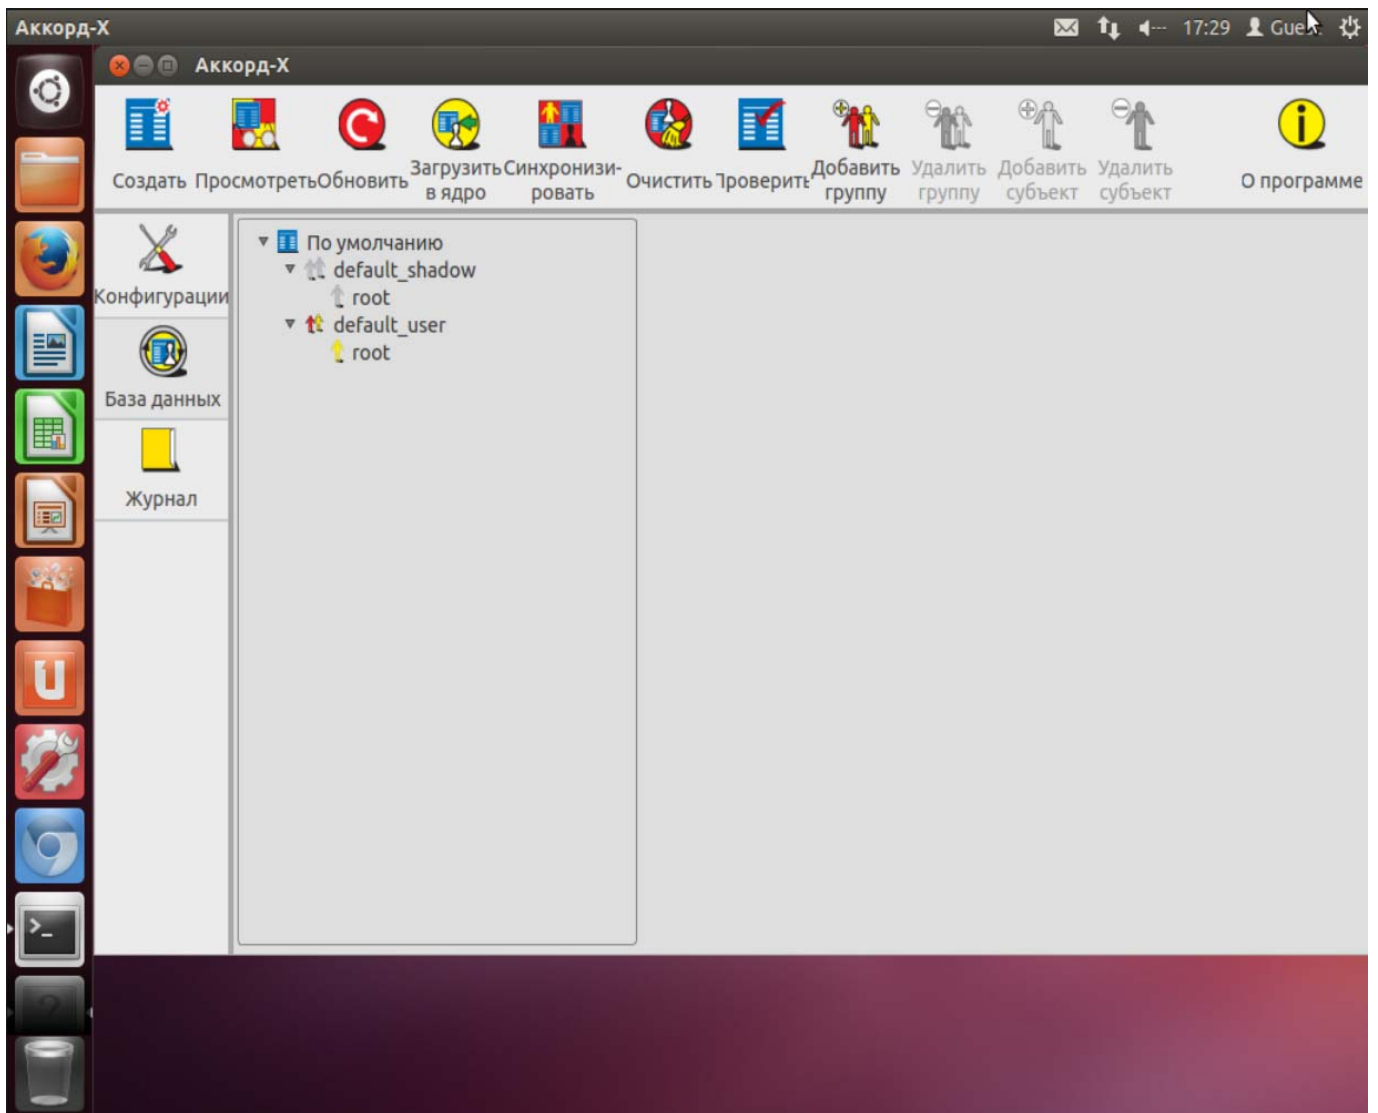 Аккорд-X
17:29 Gues
Аккорд-X
Создать
Просмотреть
Обновить
Загрузить
в ядро
Синхронизи-
ровать
Очистить
Проверить
Добавить
группу
Удалить
группу
Добавить
субъект
Удалить
субъект
О программе
Конфигурации
База данных
Журнал
По умолчанию
default_shadow
root
default_user
root